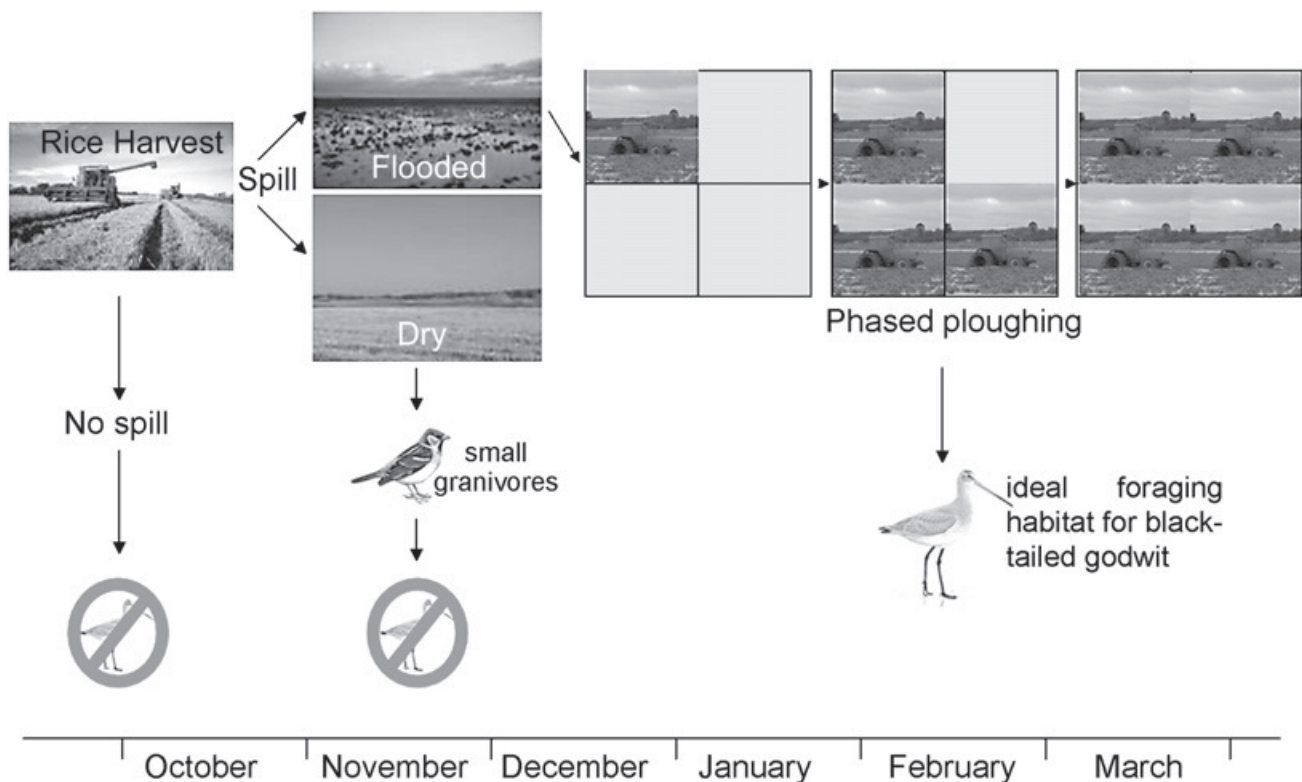 Rice Harvest
Spill
Flooded
Dry
No spill
small
granivores
Phased ploughing
ideal foraging
habitat for black-
tailed godwit
October
November
December
January
February
March